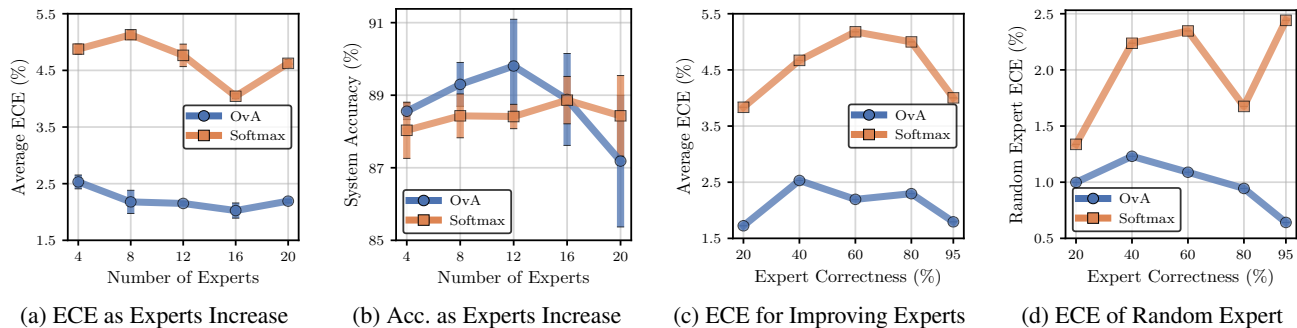 5.5
4.5
3.5
2.5
1.5
Average ECE (%)
OvA
Softmax
4
8
12
16
20
Number of Experts
(a) ECE as Experts Increase
91
89
87
85
System Accuracy (%)
OvA
Softmax
4
8
12
16
20
Number of Experts
(b) Acc. as Experts Increase
5.5
4.5
3.5
2.5
1.5
Average ECE (%)
OvA
Softmax
20
40
60
80
95
Expert Correctness (%)
(c) ECE for Improving Experts
2.5
2.0
1.5
1.0
0.5
Random Expert ECE (%)
OvA
Softmax
20
40
60
80
95
Expert Correctness (%)
(d) ECE of Random Expert